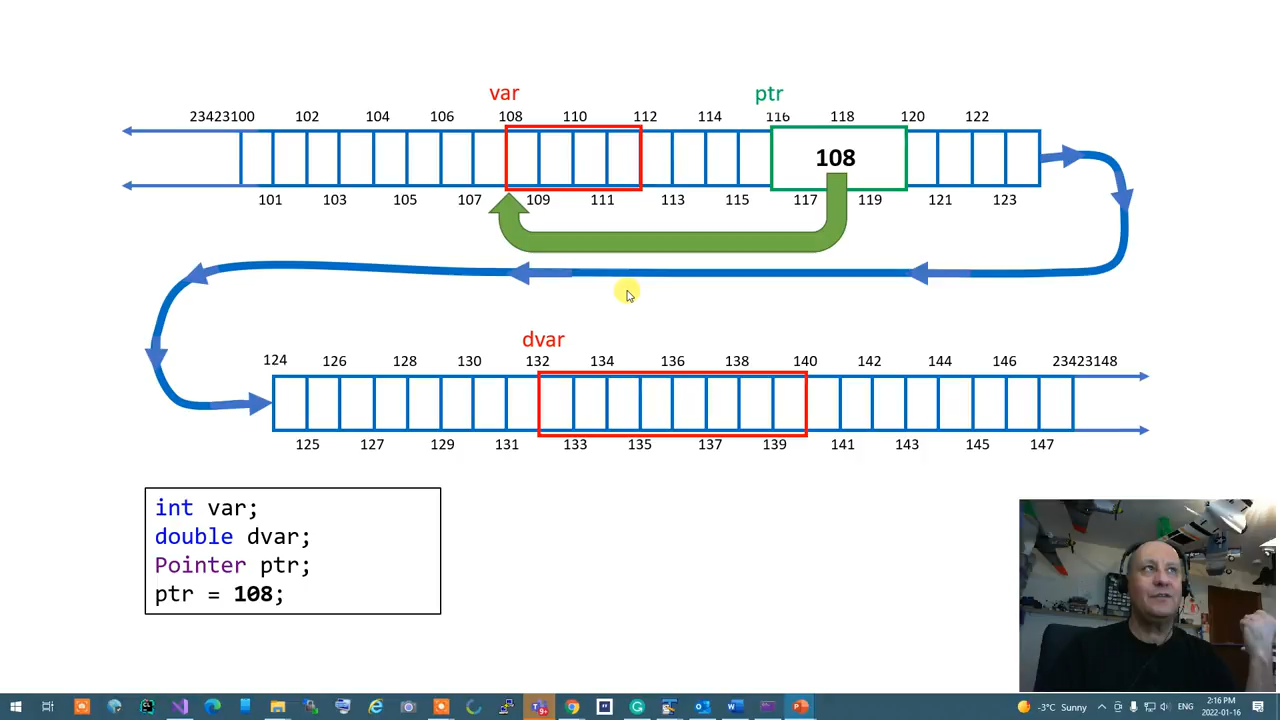 var ptr
23423100 102 104 106 108 110 112 114 116 118 120 122
108
101 103 105 107 109 111 113 115 117 119 121 123
dvar
124 126 128 130 132 134 136 138 140 142 144 146 23423148
125 127 129 131 133 135 137 139 141 143 145 147
int var;
double dvar;
Pointer ptr;
ptr = 108;
-3°C Sunny ENG 2:16 PM
2022-01-16